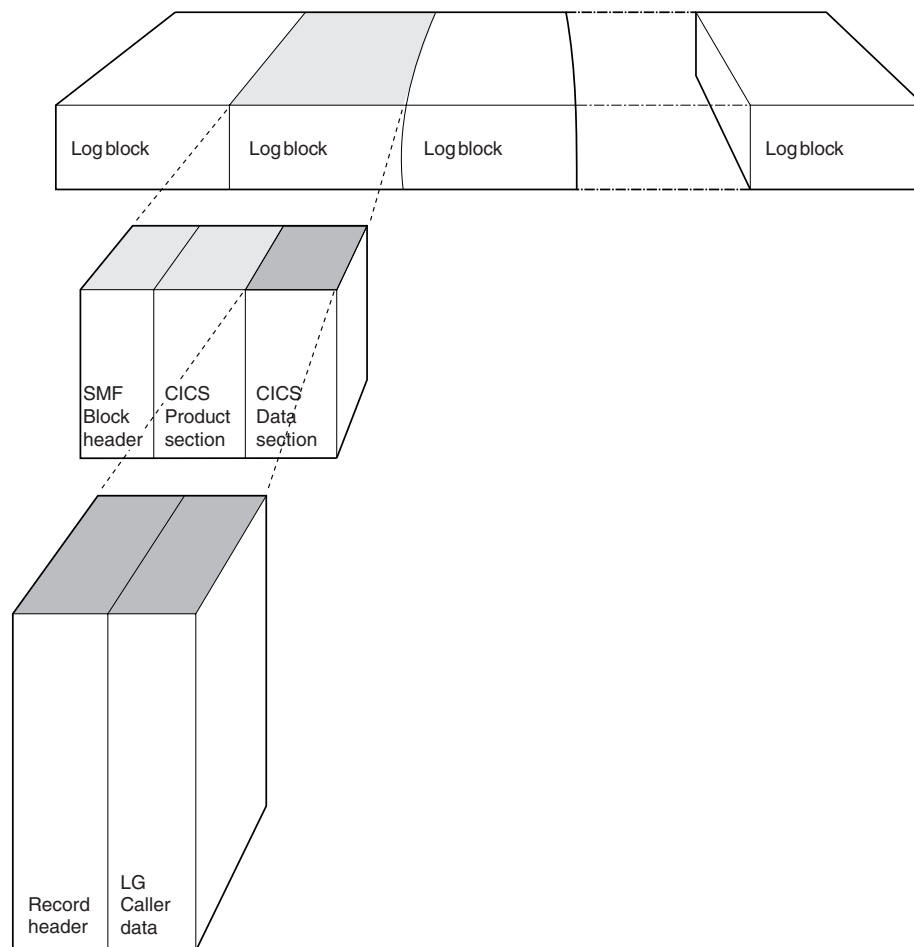 Log block
Log block
Log block
Log block
SMF
Block
header
CICS
Product
section
CICS
Data
section
Record
header
LG
Caller
data